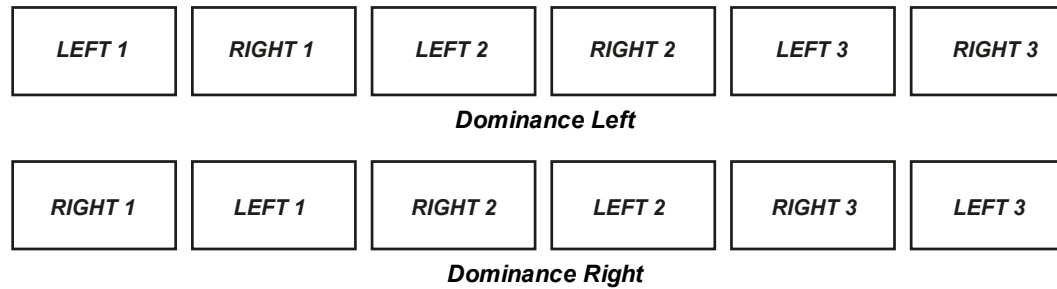 LEFT 1 RIGHT 1 LEFT 2 RIGHT 2 LEFT 3 RIGHT 3
Dominance Left
RIGHT 1 LEFT 1 RIGHT 2 LEFT 2 RIGHT 3 LEFT 3
Dominance Right